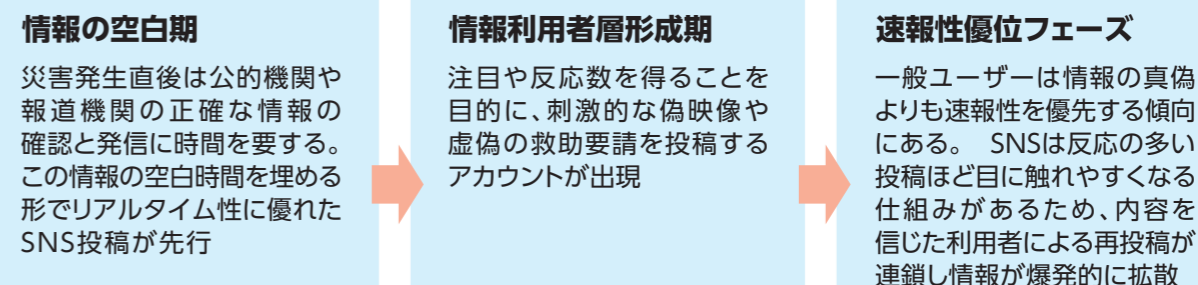 情報の空白期
災害発生直後は公的機関や
報道機関の正確な情報の
確認と発信に時間を要する。
この情報の空白時間を埋める
形でリアルタイム性に優れた
SNS投稿が先行
情報利用者層形成期
注目や反応数を得ることを
目的に、刺激的な偽映像や
虚偽の救助要請を投稿する
アカウントが出現
速報性優位フェーズ
一般ユーザーは情報の真偽
よりも速報性を優先する傾向
にある。 SNSは反応の多い
投稿ほど目に触れやすくなる
仕組みがあるため、内容を
信じた利用者による再投稿が
連鎖し情報が爆発的に拡散